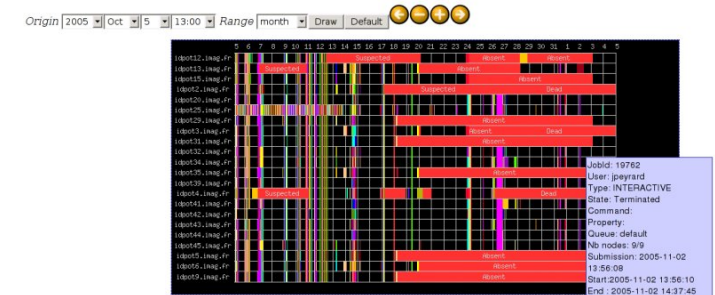 Origin 2005 Oct 5 13:00 Range month Draw Default
5 6 7 8 9 10 11 12 13 14 15 16 17 18 19 20 21 22 23 24 25 26 27 28 29 30 31 1 2 3 4 5
idpot12.imag.fr Suspected Absent Absent
idpot13.imag.fr Suspected Absent
idpot15.imag.fr Absent
idpot2.imag.fr Suspected Dead
idpot20.imag.fr
idpot25.imag.fr
idpot29.imag.fr Absent
idpot3.imag.fr Absent Dead
idpot31.imag.fr Absent
idpot32.imag.fr
idpot34.imag.fr
idpot35.imag.fr Absent
idpot39.imag.fr
idpot4.imag.fr Suspected Dead
idpot41.imag.fr
idpot42.imag.fr
idpot43.imag.fr
idpot44.imag.fr
idpot45.imag.fr
idpot5.imag.fr Absent
idpot6.imag.fr Absent
idpot9.imag.fr Absent
JobId: 19762
User: jpeyrard
Type: INTERACTIVE
State: Terminated
Command:
Property:
Queue: default
Nb nodes: 9/9
Submission: 2005-11-02
13:56:08
Start:2005-11-02 13:56:10
End : 2005-11-02 14:37:45